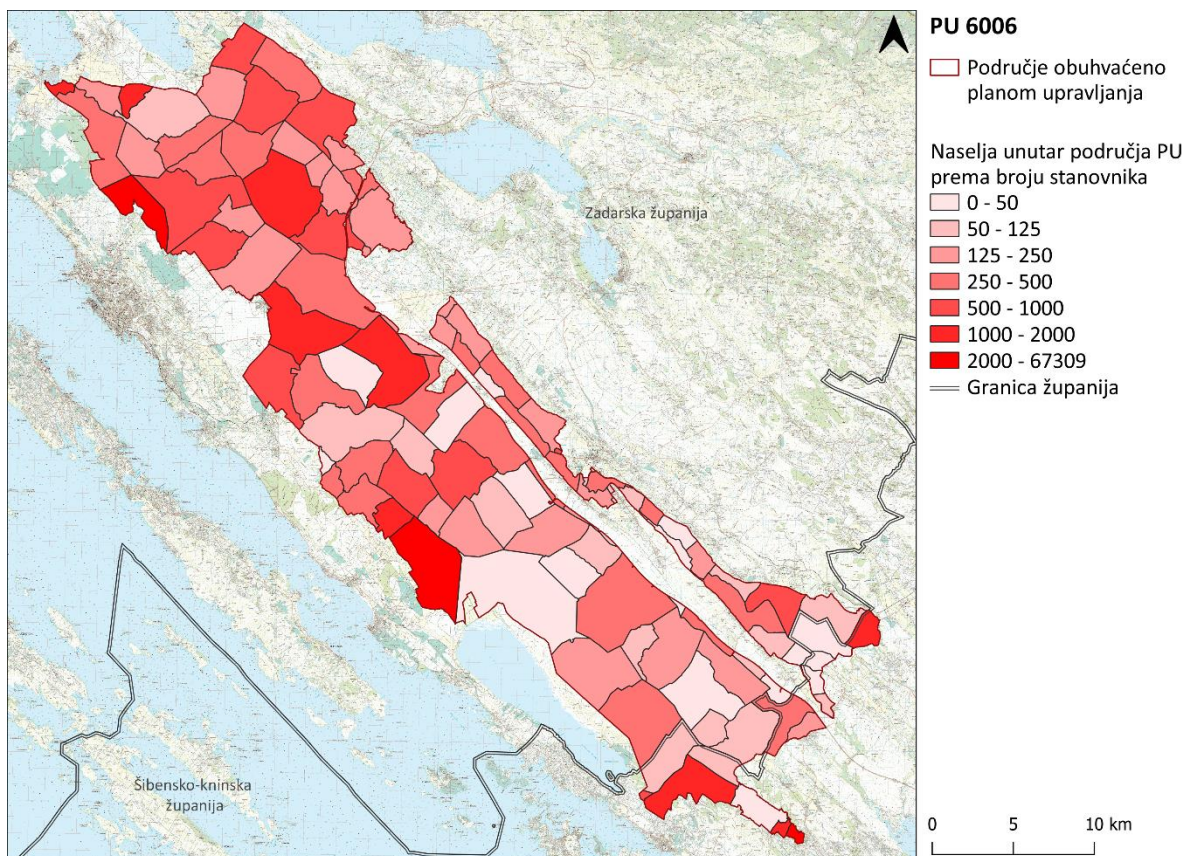 PU 6006
Područje obuhvaćeno
planom upravljanja
Naselja unutar područja PU
prema broju stanovnika
0 - 50
50 - 125
125 - 250
250 - 500
500 - 1000
1000 - 2000
2000 - 67309
Granica županija
Zadarska županija
Šibensko-kninska
županija
0 5 10 km